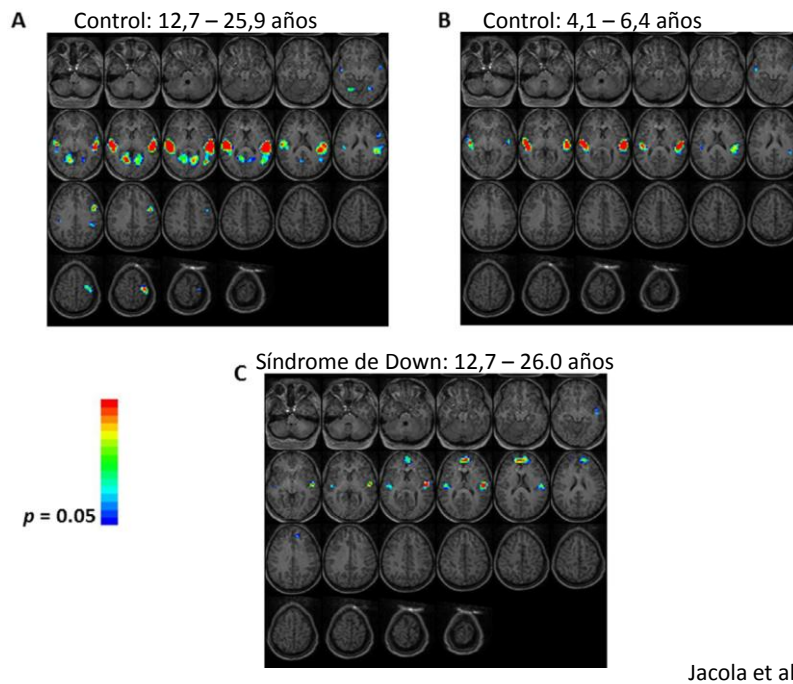 A Control: 12,7 – 25,9 años
B Control: 4,1 – 6,4 años
C Síndrome de Down: 12,7 – 26.0 años
p = 0.05
Jacola et al